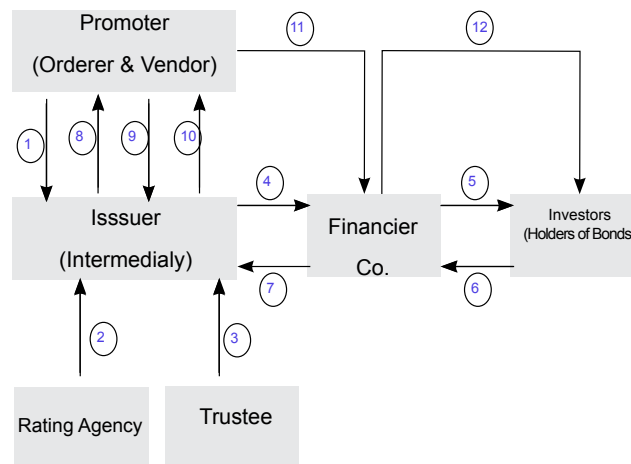 Promoter
(Orderer & Vendor)
11
12
1
8
9
10
4
5
Isssuer
(Intermedialy)
Financier
Co.
Investors
(Holders of Bonds
7
6
2
3
Rating Agency
Trustee